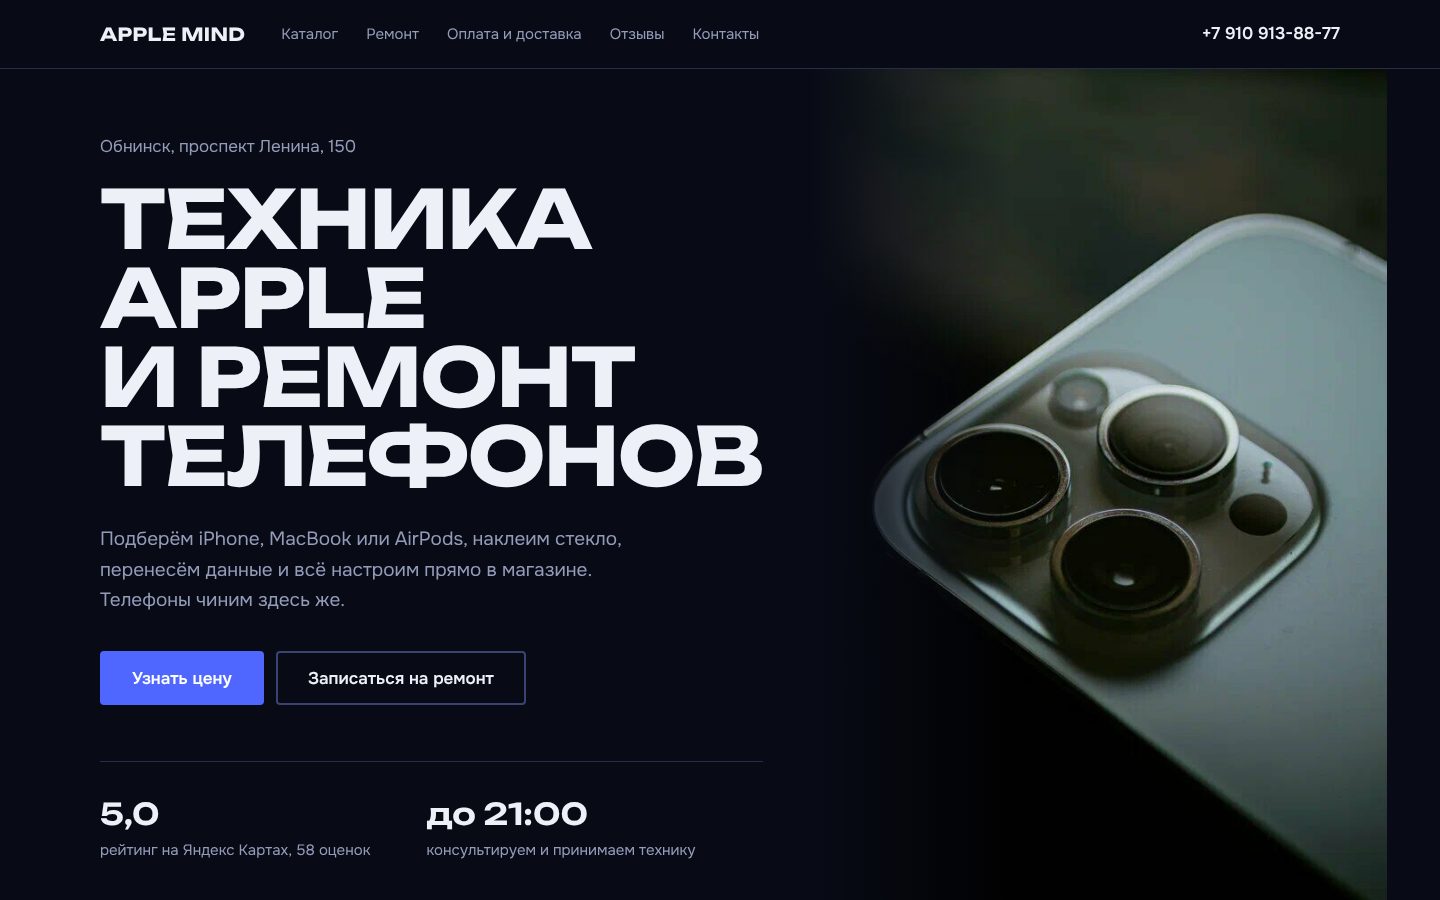 APPLE MIND
Каталог
Ремонт
Оплата и доставка
Отзывы
Контакты
+7 910 913-88-77
Обнинск, проспект Ленина, 150
ТЕХНИКА
APPLE
И РЕМОНТ
ТЕЛЕФОНОВ
Подберём iPhone, MacBook или AirPods, наклеим стекло,
перенесём данные и всё настроим прямо в магазине.
Телефоны чиним здесь же.
Узнать цену
Записаться на ремонт
5,0
рейтинг на Яндекс Картах, 58 оценок
до 21:00
консультируем и принимаем технику